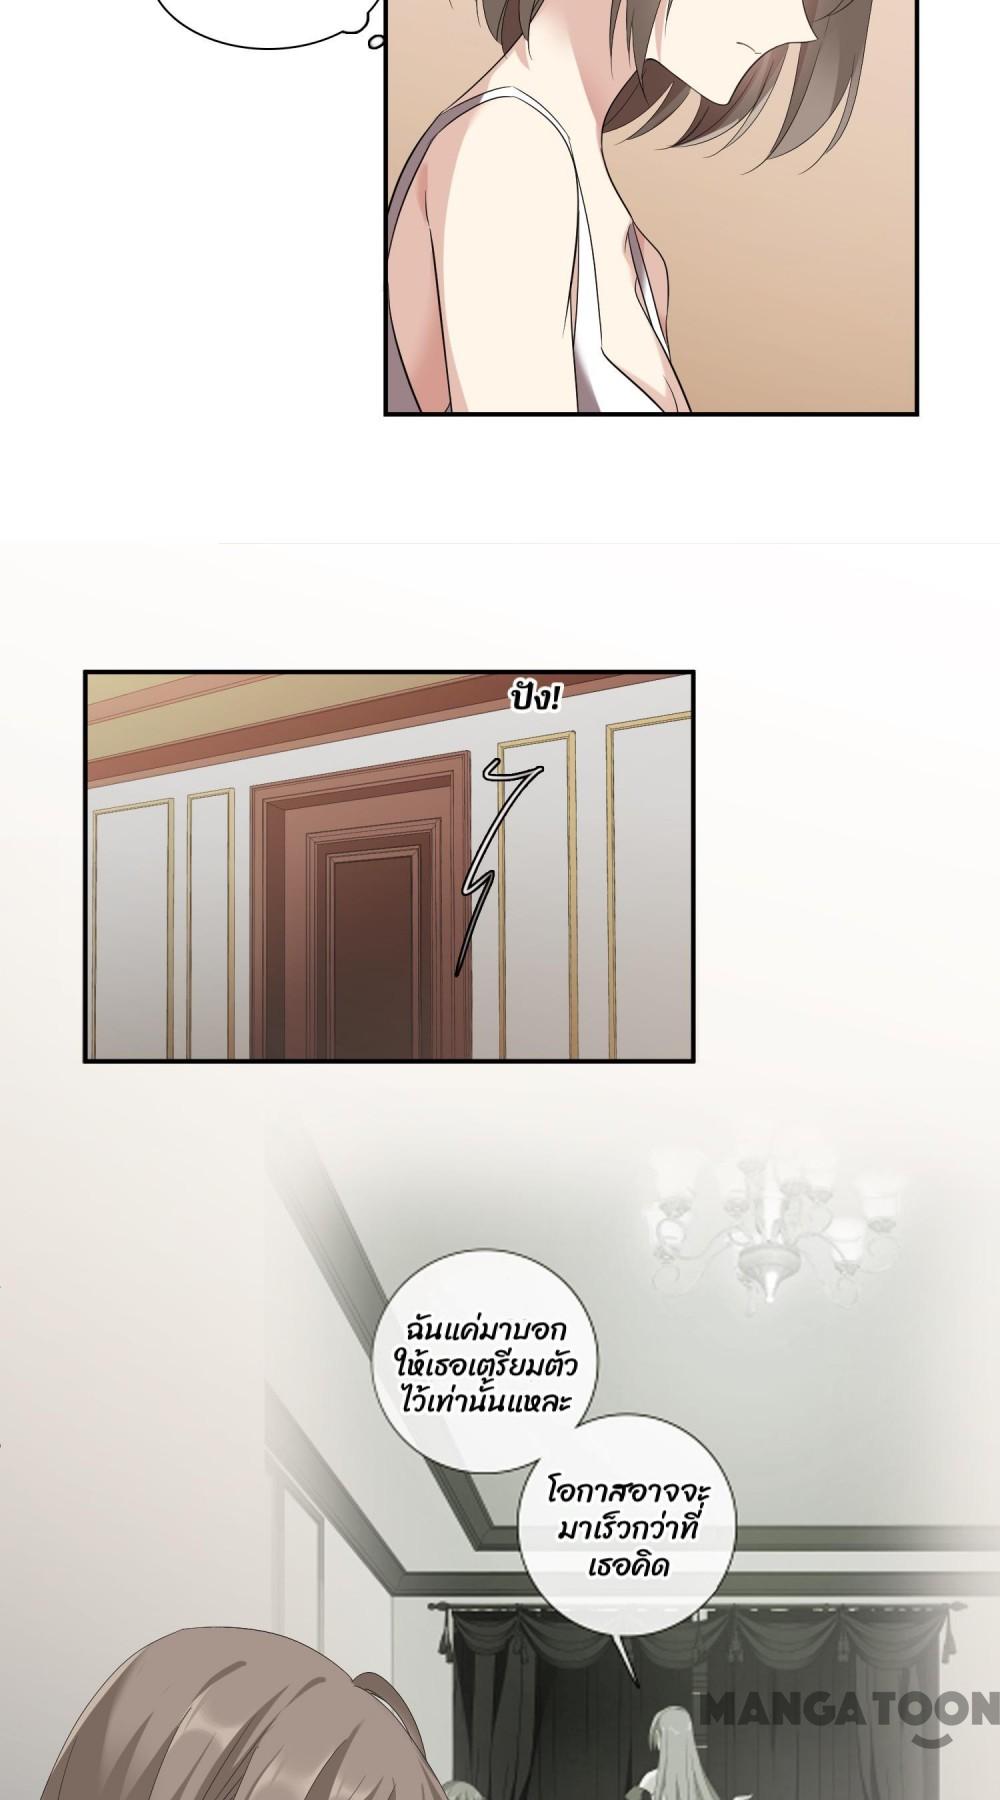 ปัง!
ฉันแค่มาบอก
ให้เธอเตรียมตัว
ไว้เท่านั้นแหละ
โอกาสอาจจะ
มาเร็วกว่าที่
เธอคิด
MANGATOON